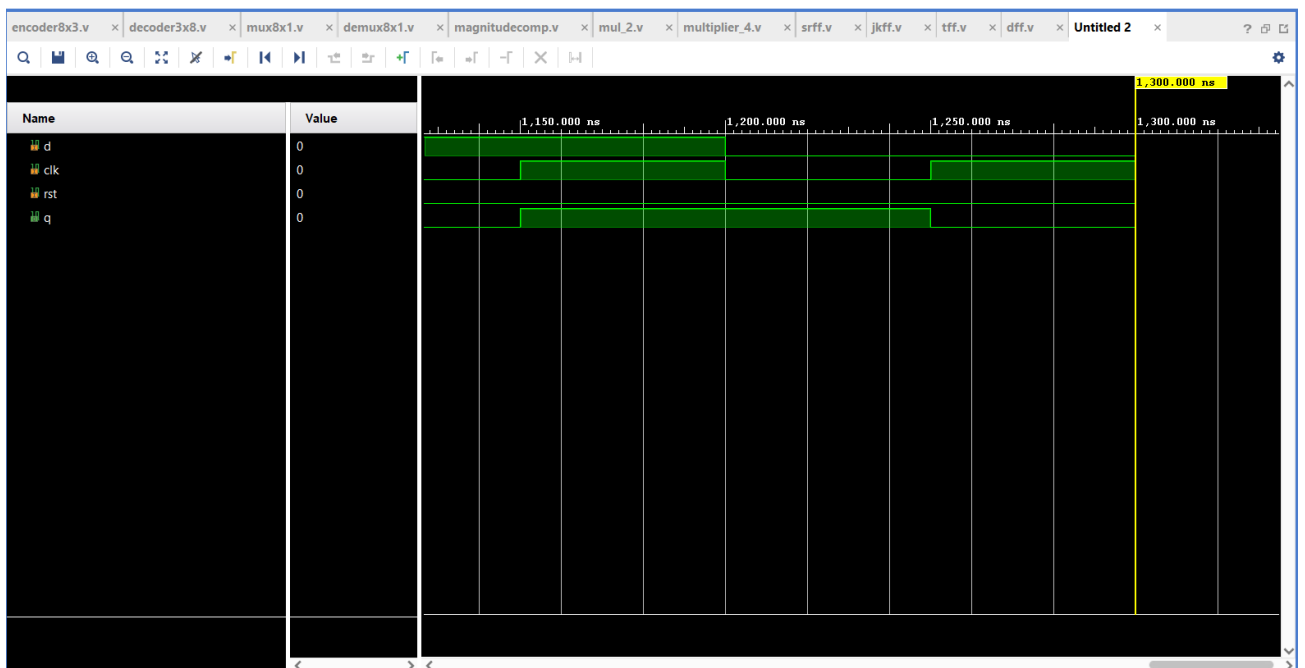 encoder8x3.v × decoder3x8.v × mux8x1.v × demux8x1.v × magnitudecomp.v × mul_2.v × multiplier_4.v × srff.v × jkff.v × tff.v × dff.v × Untitled 2 × ?
1,300.000 ns
Name Value 1,150.000 ns 1,200.000 ns 1,250.000 ns 1,300.000 ns
d 0
clk 0
rst 0
q 0